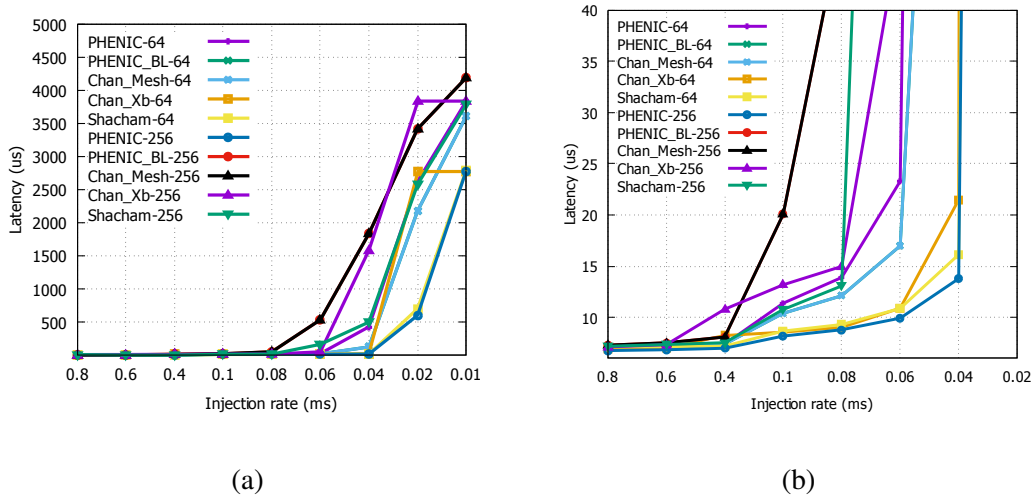 5000
4500
4000
3500
3000
2500
2000
1500
1000
500
Latency (us)
PHENIC-64
PHENIC_BL-64
Chan_Mesh-64
Chan_Xb-64
Shacham-64
PHENIC-256
PHENIC_BL-256
Chan_Mesh-256
Chan_Xb-256
Shacham-256
0.8 0.6 0.4 0.1 0.08 0.06 0.04 0.02 0.01
Injection rate (ms)
(a)
40
35
30
25
20
15
10
Latency (us)
PHENIC-64
PHENIC_BL-64
Chan_Mesh-64
Chan_Xb-64
Shacham-64
PHENIC-256
PHENIC_BL-256
Chan_Mesh-256
Chan_Xb-256
Shacham-256
0.8 0.6 0.4 0.1 0.08 0.06 0.04 0.02
Injection rate (ms)
(b)